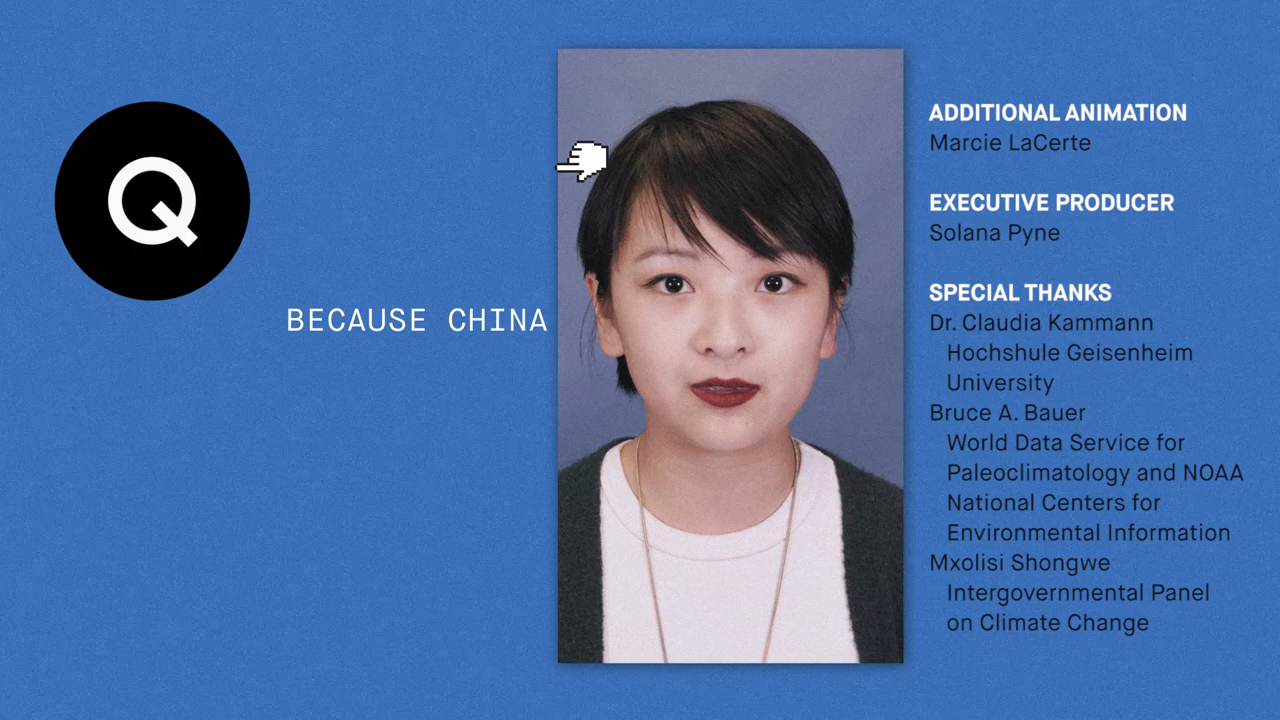 Q
BECAUSE CHINA
ADDITIONAL ANIMATION
Marcie LaCerte
EXECUTIVE PRODUCER
Solana Pyne
SPECIAL THANKS
Dr. Claudia Kammann
Hochshule Geisenheim
University
Bruce A. Bauer
World Data Service for
Paleoclimatology and NOAA
National Centers for
Environmental Information
Mxolisi Shongwe
Intergovernmental Panel
on Climate Change